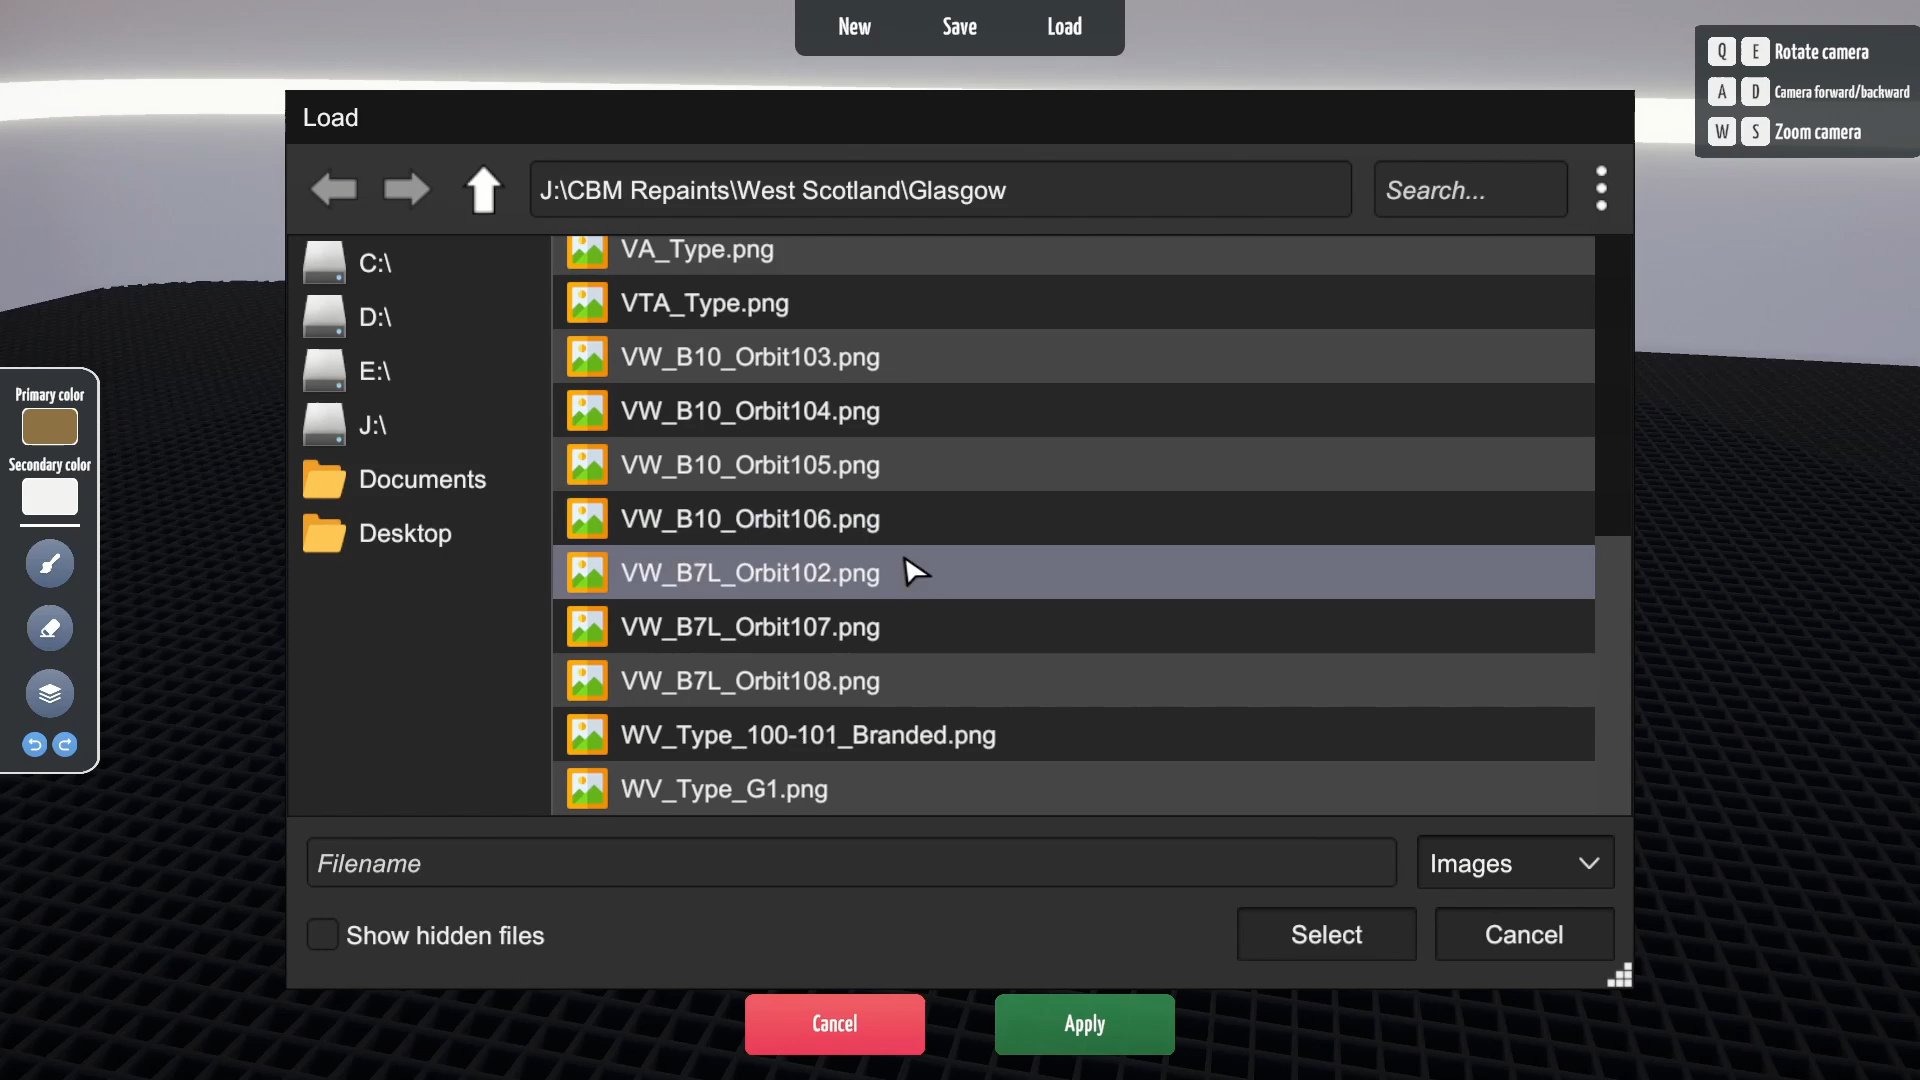 New Save Load
Q E Rotate camera
A D Camera forward/backward
W S Zoom camera
Load
J:\CBM Repaints\West Scotland\Glasgow
Search...
C:\
D:\
E:\
J:\
Documents
Desktop
VA_Type.png
VTA_Type.png
VW_B10_Orbit103.png
VW_B10_Orbit104.png
VW_B10_Orbit105.png
VW_B10_Orbit106.png
VW_B7L_Orbit102.png
VW_B7L_Orbit107.png
VW_B7L_Orbit108.png
WV_Type_100-101_Branded.png
WV_Type_G1.png
Primary color
Secondary color
Filename
Images
Show hidden files
Select Cancel
Cancel Apply